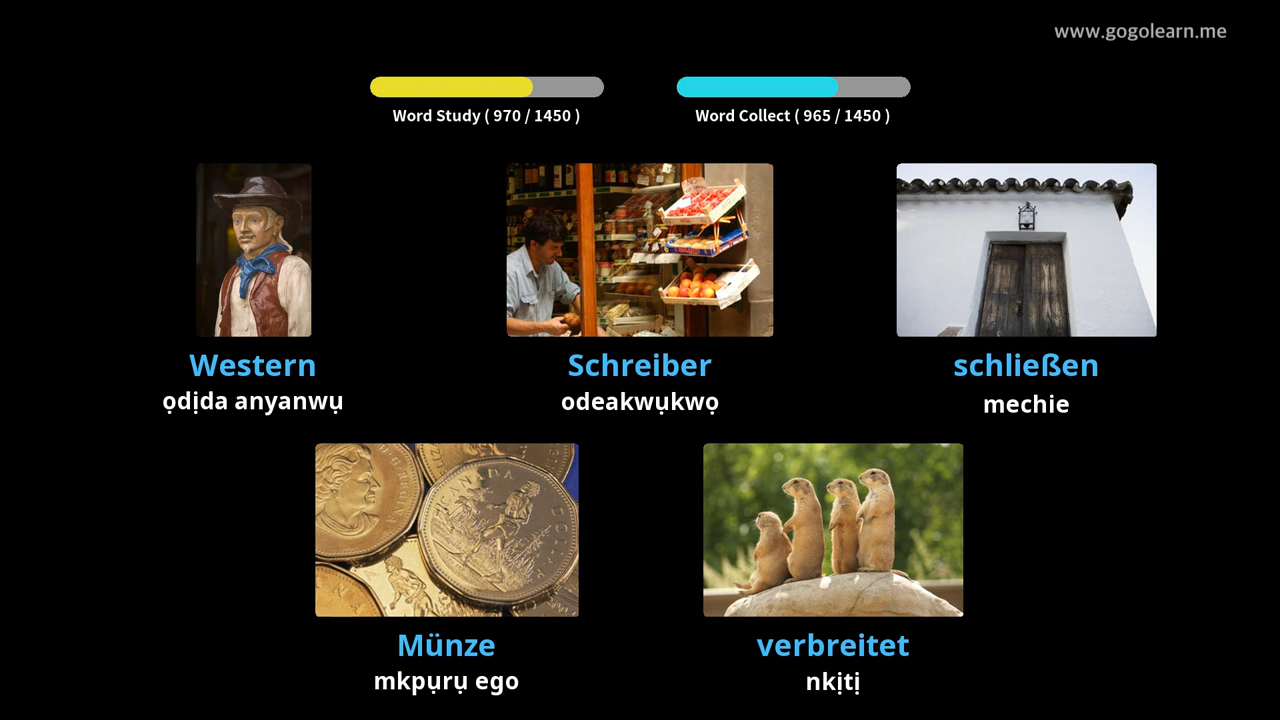 www.gogolearn.me
Word Study ( 970 / 1450 )
Word Collect ( 965 / 1450 )
Western
ọdịda anyanwụ
Schreiber
odeakwụkwọ
schließen
mechie
Münze
mkpụrụ ego
verbreitet
nkịtị